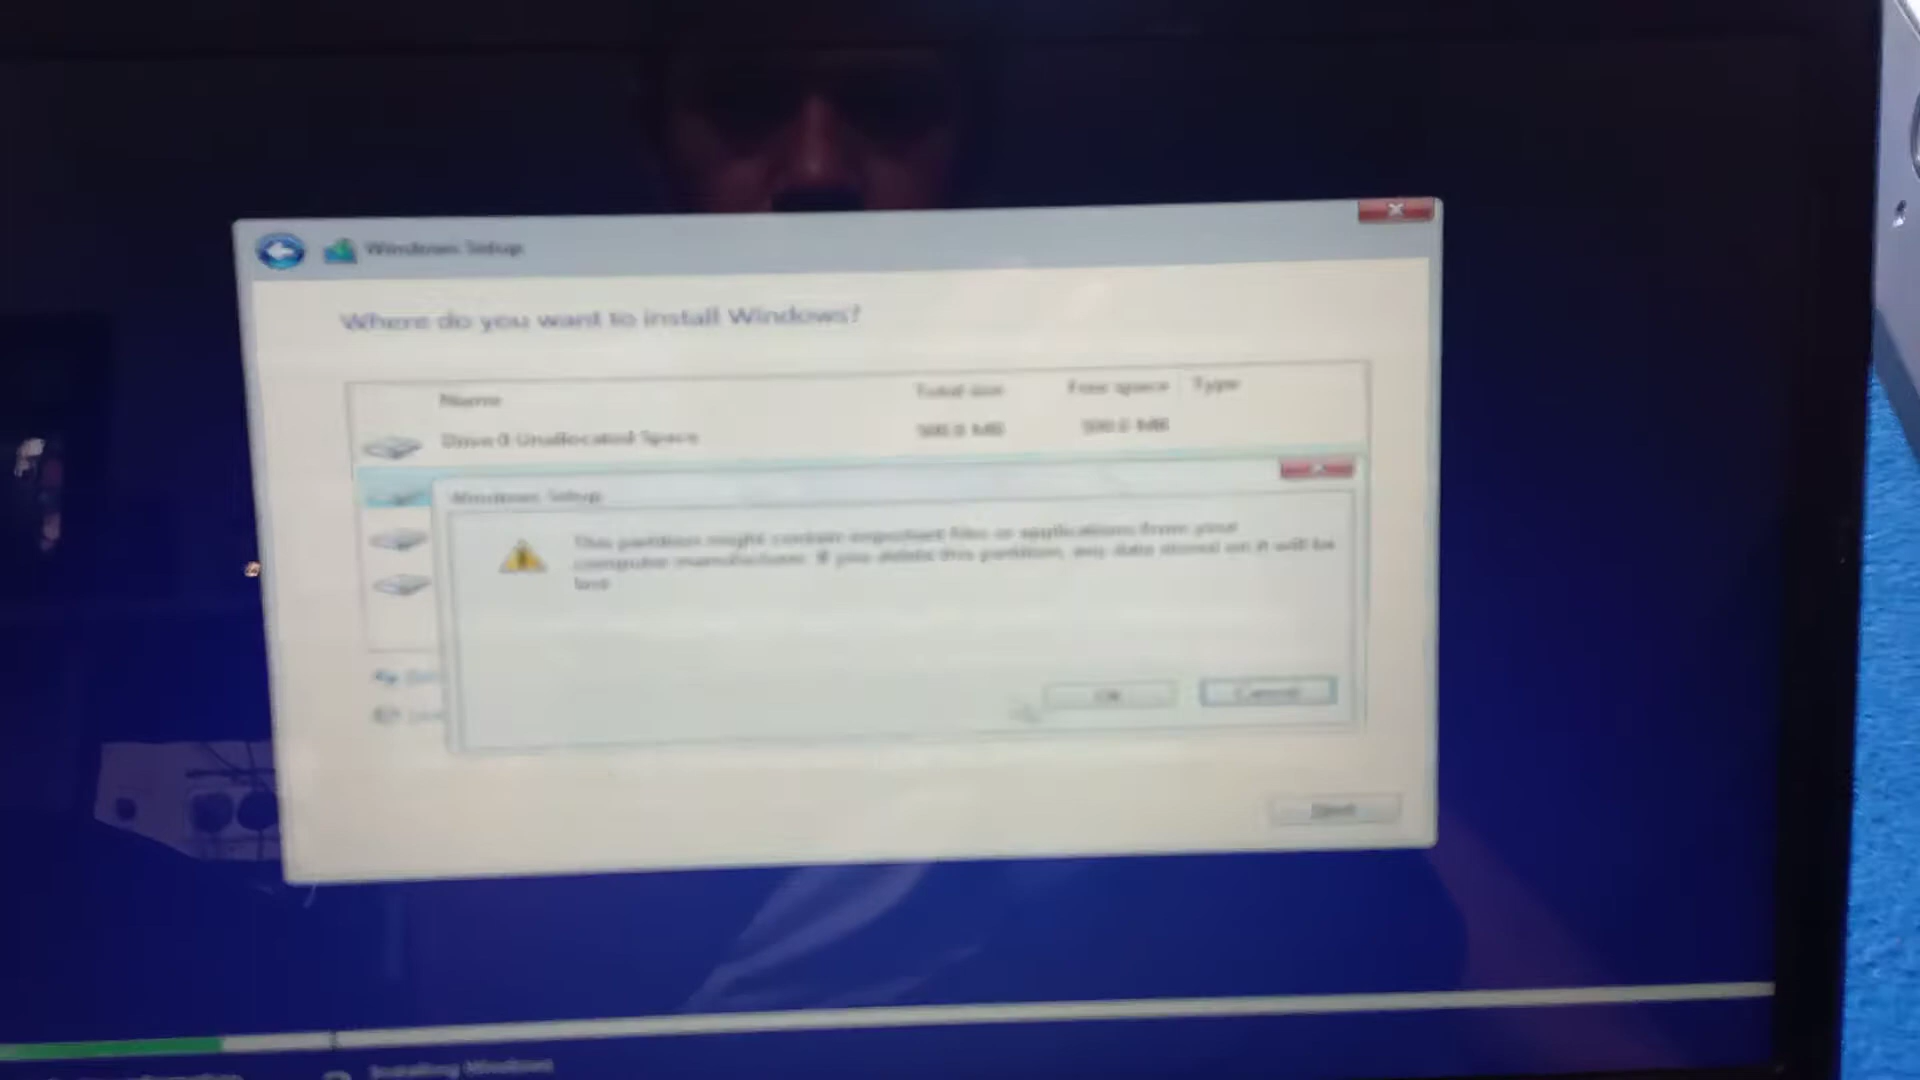 Windows Setup
Where do you want to install Windows?
Name Total size Free space Type
Drive 0 Unallocated Space 500.0 MB 500.0 MB
Windows Setup
This partition might contain important files or applications from your
computer manufacturer. If you delete this partition, any data stored on it will be
lost.
OK Cancel
Next
Installing Windows